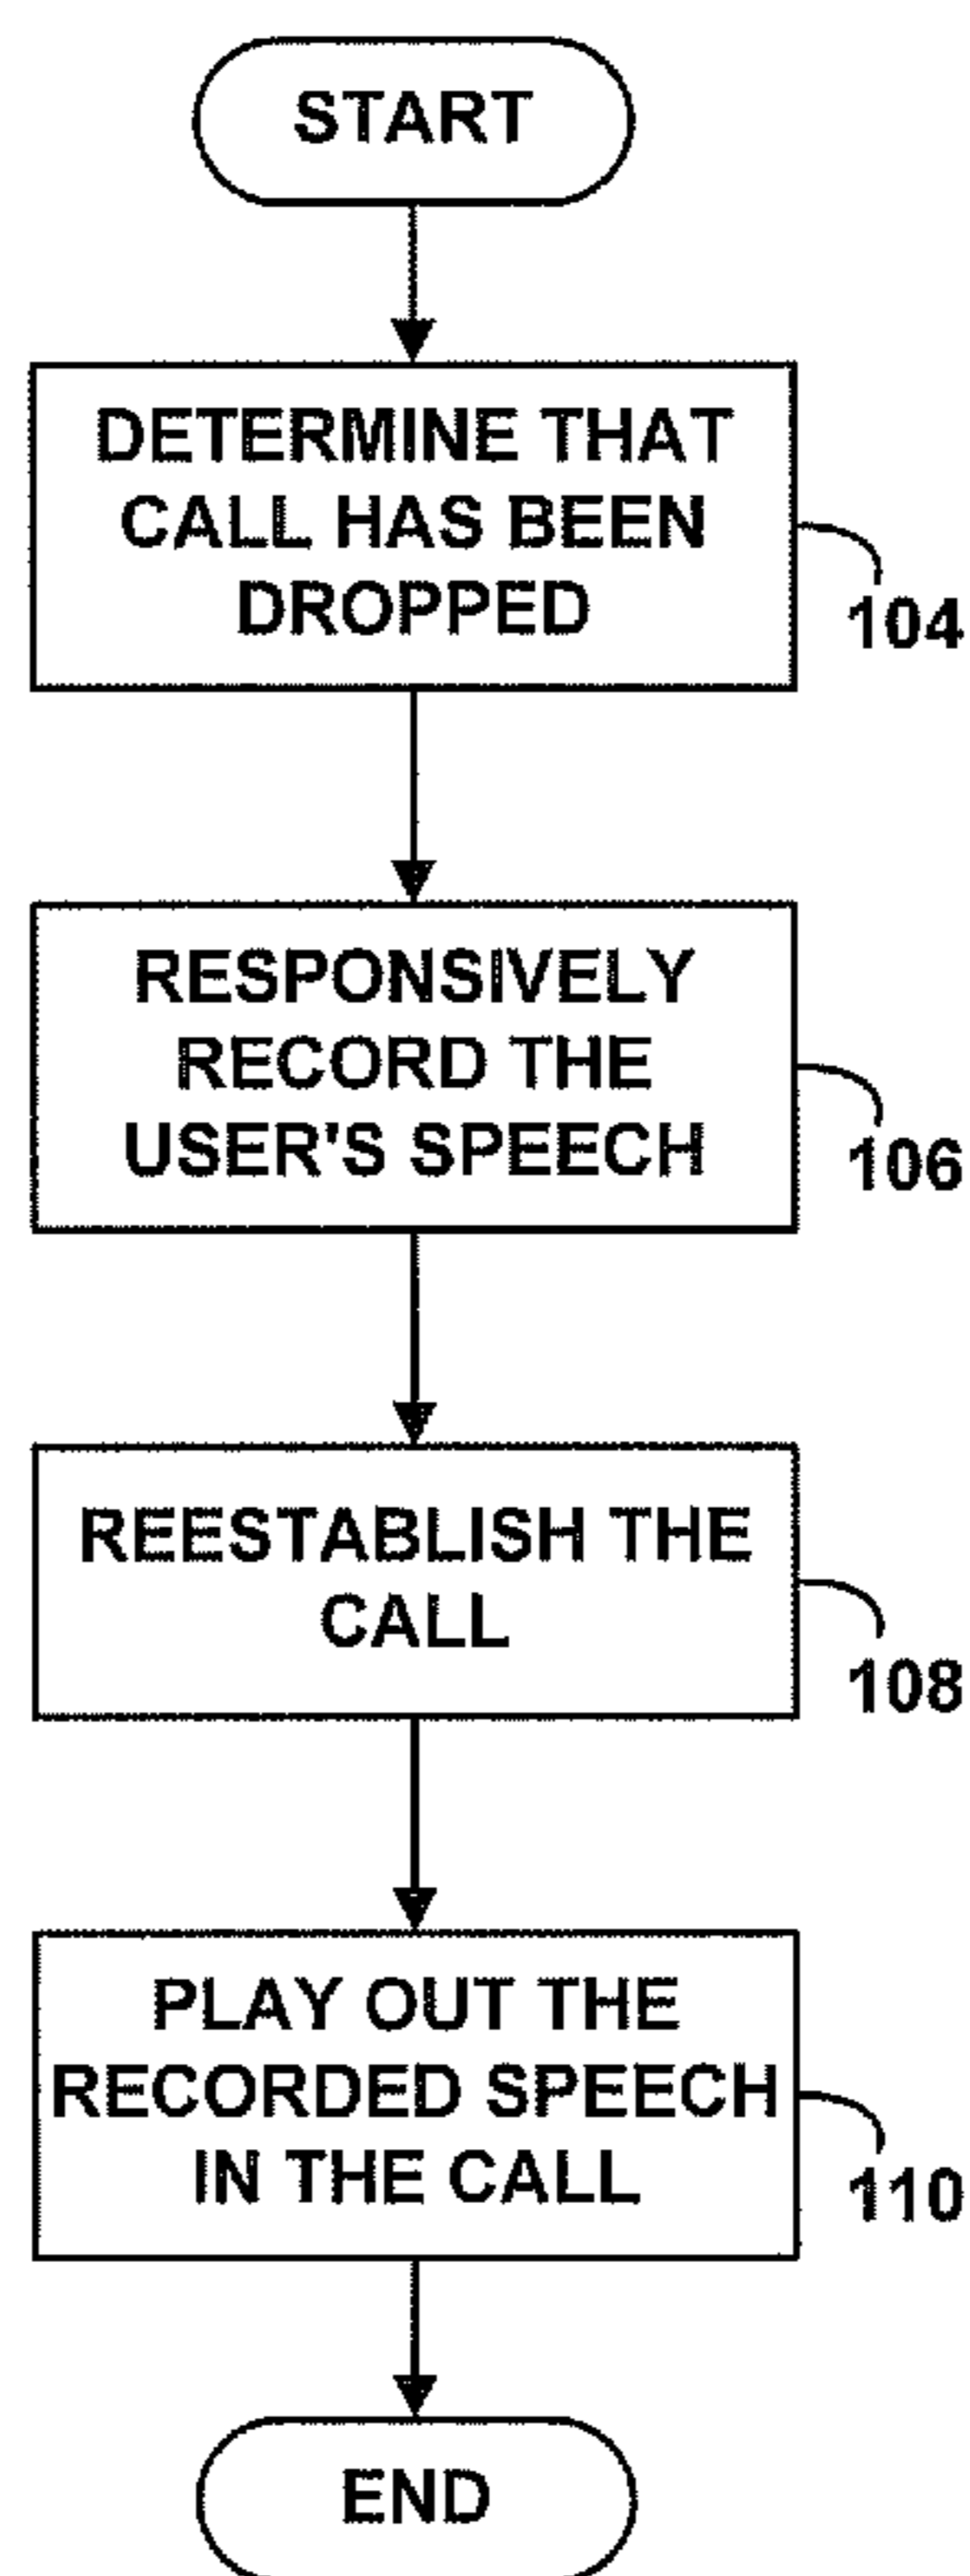 START
DETERMINE THAT
CALL HAS BEEN
DROPPED
104
RESPONSIVELY
RECORD THE
USER'S SPEECH
106
REESTABLISH THE
CALL
108
PLAY OUT THE
RECORDED SPEECH
IN THE CALL
110
END